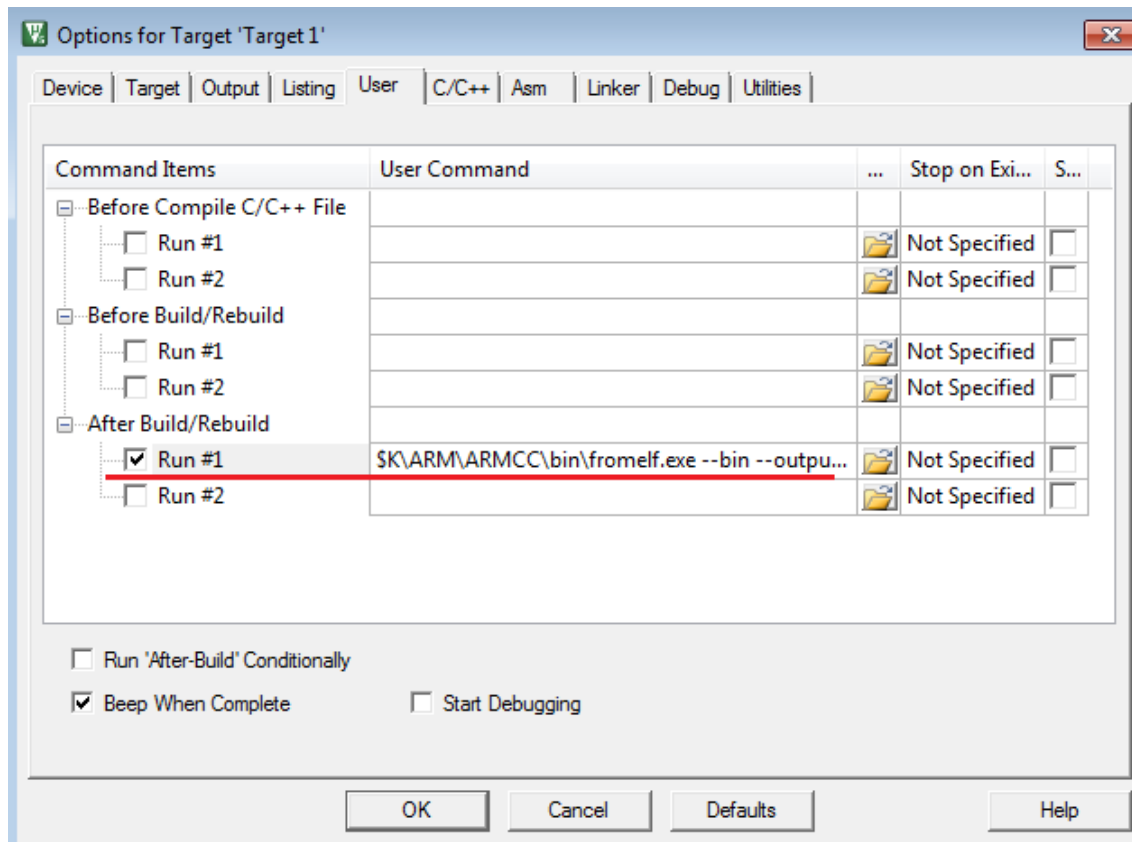 Options for Target 'Target 1'
Device Target Output Listing User C/C++ Asm Linker Debug Utilities
Command Items User Command ... Stop on Exi... S...
Before Compile C/C++ File
Run #1 Not Specified
Run #2 Not Specified
Before Build/Rebuild
Run #1 Not Specified
Run #2 Not Specified
After Build/Rebuild
Run #1 $K\ARM\ARMCC\bin\fromelf.exe --bin --outpu... Not Specified
Run #2 Not Specified
Run 'After-Build' Conditionally
Beep When Complete Start Debugging
OK Cancel Defaults Help